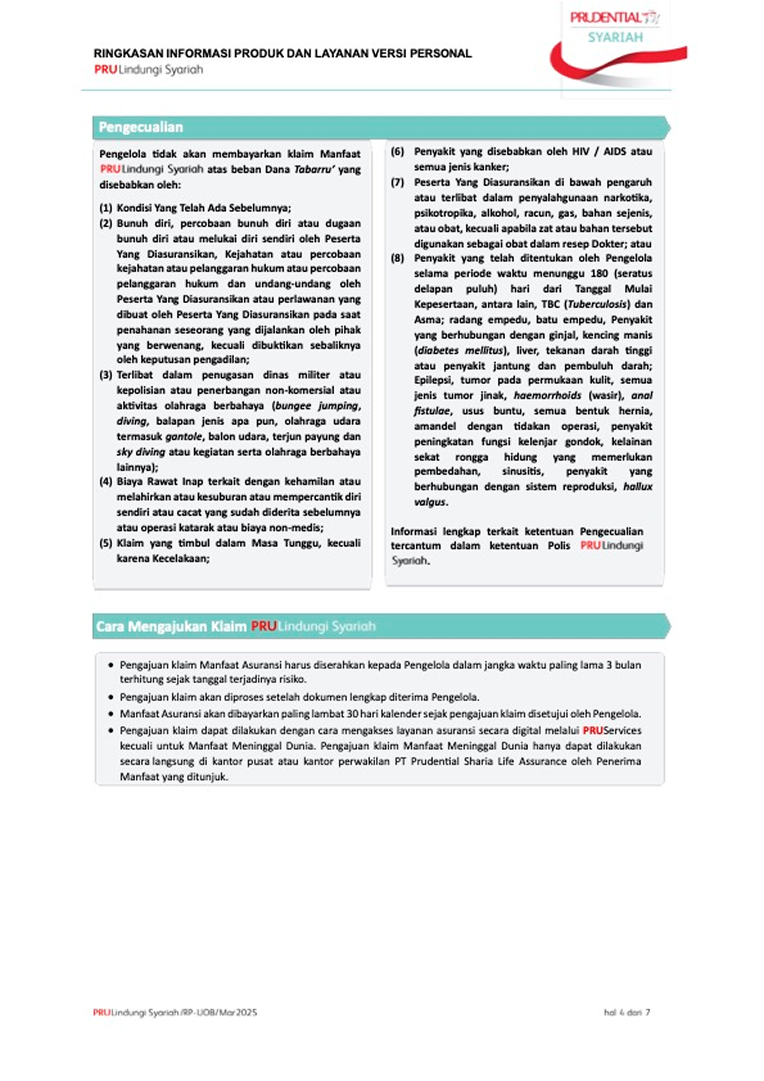 PRUDENTIAL
SYARIAH
RINGKASAN INFORMASI PRODUK DAN LAYANAN VERSI PERSONAL
PRULindungi Syariah
Pengecualian
Pengelola tidak akan membayarkan klaim Manfaat
PRULindungi Syariah atas beban Dana Tabarru' yang
disebabkan oleh:
(1) Kondisi Yang Telah Ada Sebelumnya;
(2) Bunuh diri, percobaan bunuh diri atau dugaan
bunuh diri atau melukai diri sendiri oleh Peserta
Yang Diasuransikan, Kejahatan atau percobaan
kejahatan atau pelanggaran hukum atau percobaan
pelanggaran hukum dan undang-undang oleh
Peserta Yang Diasuransikan atau perlawanan yang
dibuat oleh Peserta Yang Diasuransikan pada saat
penahanan seseorang yang dijalankan oleh pihak
yang berwenang, kecuali dibuktikan sebaliknya
oleh keputusan pengadilan;
(3) Terlibat dalam penugasan dinas militer atau
kepolisian atau penerbangan non-komersial atau
aktivitas olahraga berbahaya (bungee jumping,
diving, balapan jenis apa pun, olahraga udara
termasuk gantole, balon udara, terjun payung dan
sky diving atau kegiatan serta olahraga berbahaya
lainnya);
(4) Biaya Rawat Inap terkait dengan kehamilan atau
melahirkan atau kesuburan atau mempercantik diri
sendiri atau cacat yang sudah diderita sebelumnya
atau operasi katarak atau biaya non-medis;
(5) Klaim yang timbul dalam Masa Tunggu, kecuali
karena Kecelakaan;
(6) Penyakit yang disebabkan oleh HIV / AIDS atau
semua jenis kanker;
(7) Peserta Yang Diasuransikan di bawah pengaruh
atau terlibat dalam penyalahgunaan narkotika,
psikotropika, alkohol, racun, gas, bahan sejenis,
atau obat, kecuali apabila zat atau bahan tersebut
digunakan sebagai obat dalam resep Dokter; atau
(8) Penyakit yang telah ditentukan oleh Pengelola
selama periode waktu menunggu 180 (seratus
delapan puluh) hari dari Tanggal Mulai
Kepesertaan, antara lain, TBC (Tuberculosis) dan
Asma; radang empedu, batu empedu, Penyakit
yang berhubungan dengan ginjal, kencing manis
(diabetes mellitus), liver, tekanan darah tinggi
atau penyakit jantung dan pembuluh darah;
Epilepsi, tumor pada permukaan kulit, semua
jenis tumor jinak, haemorrhoids (wasir), anal
fistulae, usus buntu, semua bentuk hernia,
amandel dengan tidakan operasi, penyakit
peningkatan fungsi kelenjar gondok, kelainan
sekat rongga hidung yang memerlukan
pembedahan, sinusitis, penyakit yang
berhubungan dengan sistem reproduksi, hallux
valgus.
Informasi lengkap terkait ketentuan Pengecualian
tercantum dalam ketentuan Polis PRULindungi
Syariah.
Cara Mengajukan Klaim PRULindungi Syariah
• Pengajuan klaim Manfaat Asuransi harus diserahkan kepada Pengelola dalam jangka waktu paling lama 3 bulan
terhitung sejak tanggal terjadinya risiko.
• Pengajuan klaim akan diproses setelah dokumen lengkap diterima Pengelola.
• Manfaat Asuransi akan dibayarkan paling lambat 30 hari kalender sejak pengajuan klaim disetujui oleh Pengelola.
• Pengajuan klaim dapat dilakukan dengan cara mengakses layanan asuransi secara digital melalui PRUServices
kecuali untuk Manfaat Meninggal Dunia. Pengajuan klaim Manfaat Meninggal Dunia hanya dapat dilakukan
secara langsung di kantor pusat atau kantor perwakilan PT Prudential Sharia Life Assurance oleh Penerima
Manfaat yang ditunjuk.
PRULindungi Syariah/RP-UOB/Mar2025
hal 4 dari 7